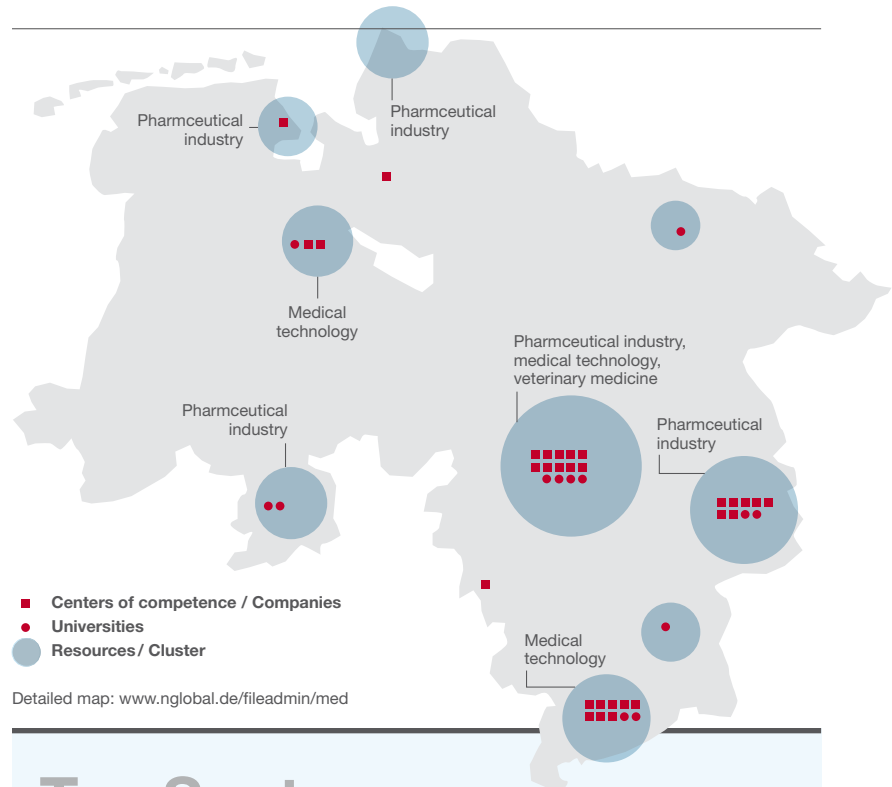 Pharmceutical
industry
Pharmceutical
industry
Medical
technology
Pharmceutical industry,
medical technology,
veterinary medicine
Pharmceutical
industry
Pharmceutical
industry
Centers of competence / Companies
Universities
Resources / Cluster
Medical
technology
Detailed map: www.nglobal.de/fileadmin/med